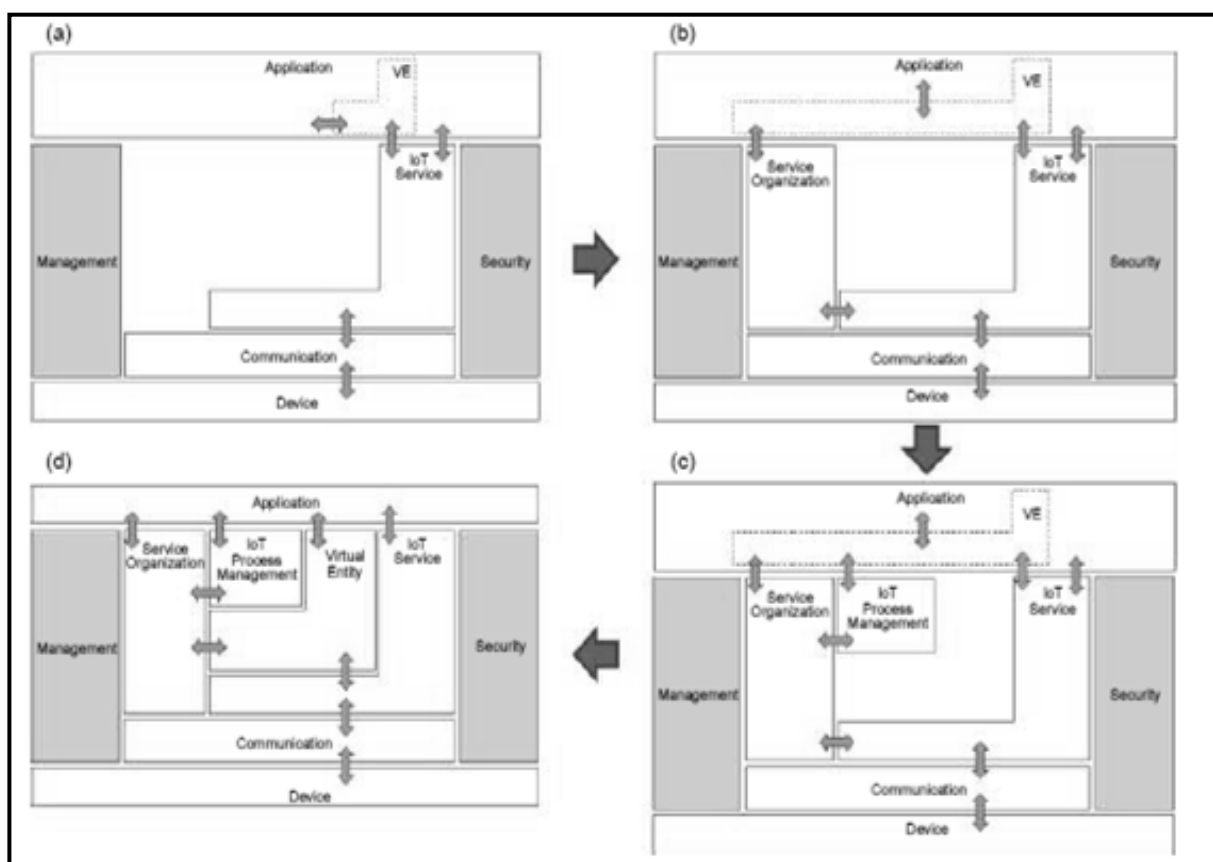 (a)
Application
VE
IoT
Service
Management
Security
Communication
Device
(b)
Application
VE
Service
Organization
IoT
Service
Management
Security
Communication
Device
(d)
Application
Service
Organization
IoT
Process
Management
Virtual
Entity
IoT
Service
Management
Security
Communication
Device
(c)
Application
VE
Service
Organization
IoT
Process
Management
IoT
Service
Management
Security
Communication
Device